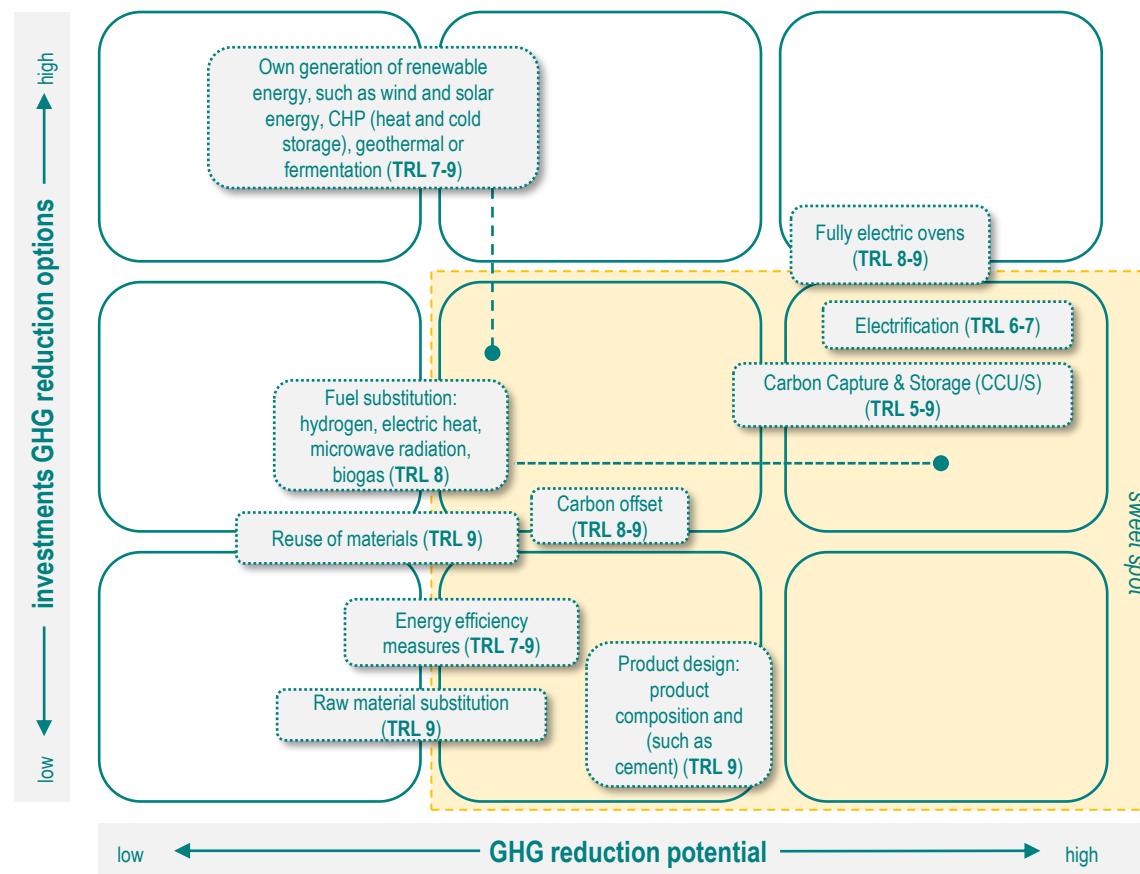 high
investments GHG reduction options
low
Own generation of renewable
energy, such as wind and solar
energy, CHP (heat and cold
storage), geothermal or
fermentation (TRL 7-9)
Fully electric ovens
(TRL 8-9)
Electrification (TRL 6-7)
Carbon Capture & Storage (CCU/S)
(TRL 5-9)
Fuel substitution:
hydrogen, electric heat,
microwave radiation,
biogas (TRL 8)
Carbon offset
(TRL 8-9)
Reuse of materials (TRL 9)
sweet spot
Energy efficiency
measures (TRL 7-9)
Product design:
product
composition and
(such as
cement) (TRL 9)
Raw material substitution
(TRL 9)
low
GHG reduction potential
high